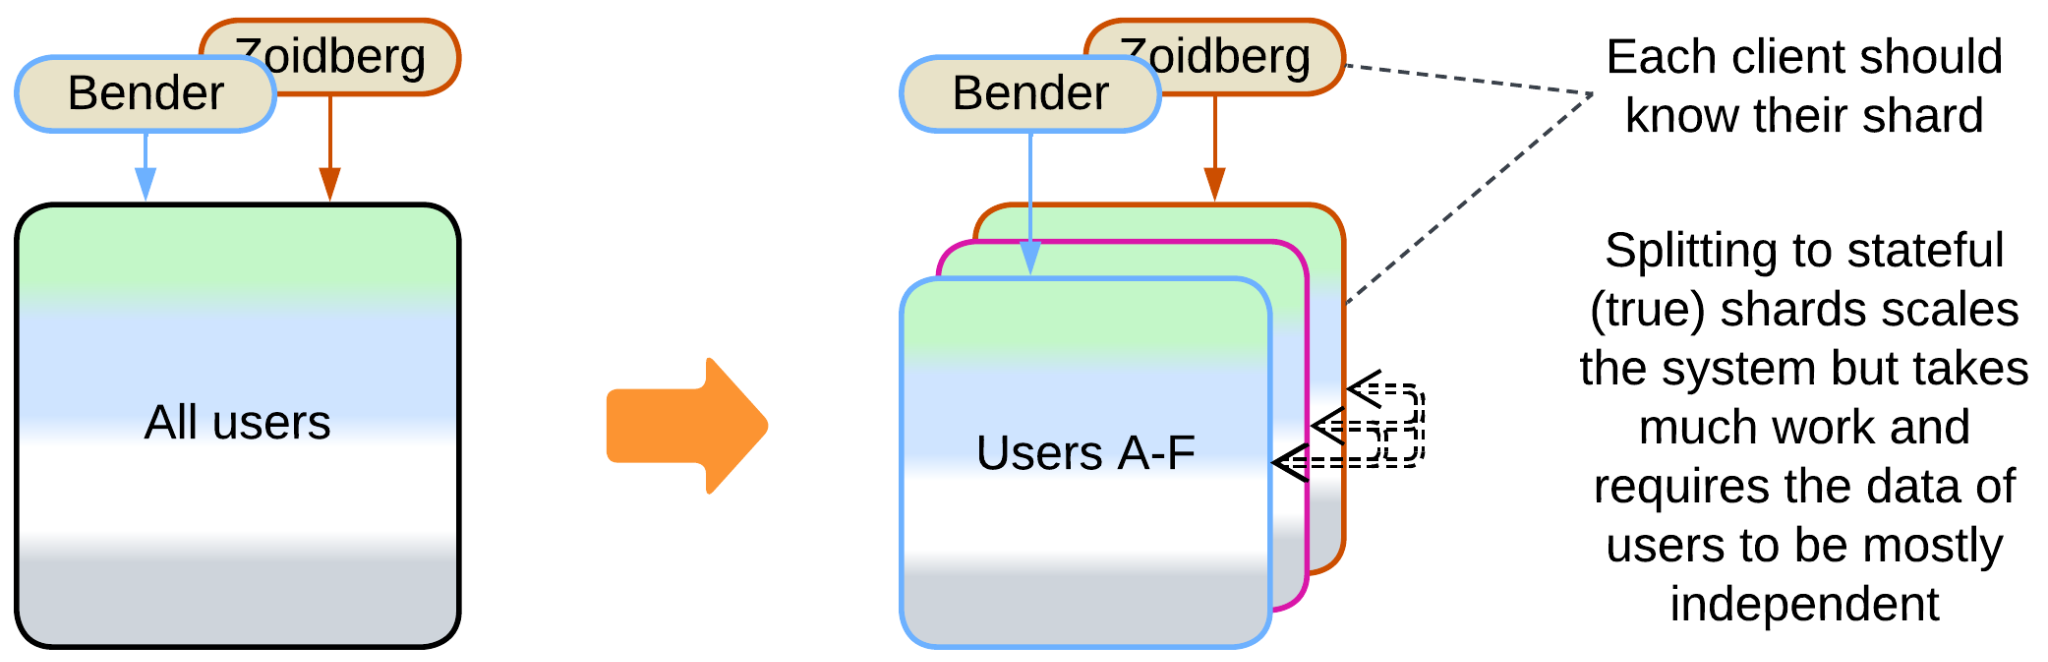 Zoidberg
Bender
All users
Zoidberg
Bender
Users A-F
Each client should
know their shard
Splitting to stateful
(true) shards scales
the system but takes
much work and
requires the data of
users to be mostly
independent